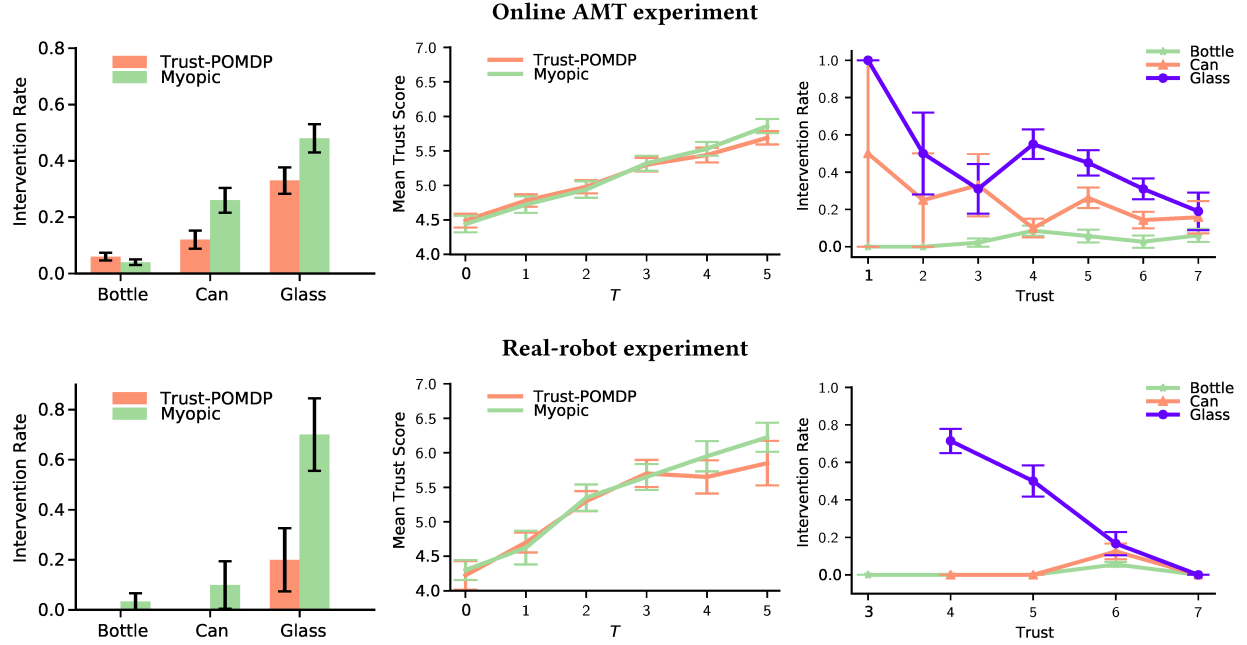 Online AMT experiment
Intervention Rate
0.8
0.6
0.4
0.2
0.0
Trust-POMDP
Myopic
Bottle Can Glass
Mean Trust Score
7.0
6.5
6.0
5.5
5.0
4.5
4.0
Trust-POMDP
Myopic
0 1 2 3 4 5
T
Intervention Rate
1.0
0.8
0.6
0.4
0.2
0.0
Bottle
Can
Glass
1 2 3 4 5 6 7
Trust
Real-robot experiment
Intervention Rate
0.8
0.6
0.4
0.2
0.0
Trust-POMDP
Myopic
Bottle Can Glass
Mean Trust Score
7.0
6.5
6.0
5.5
5.0
4.5
4.0
Trust-POMDP
Myopic
0 1 2 3 4 5
T
Intervention Rate
1.0
0.8
0.6
0.4
0.2
0.0
Bottle
Can
Glass
3 4 5 6 7
Trust